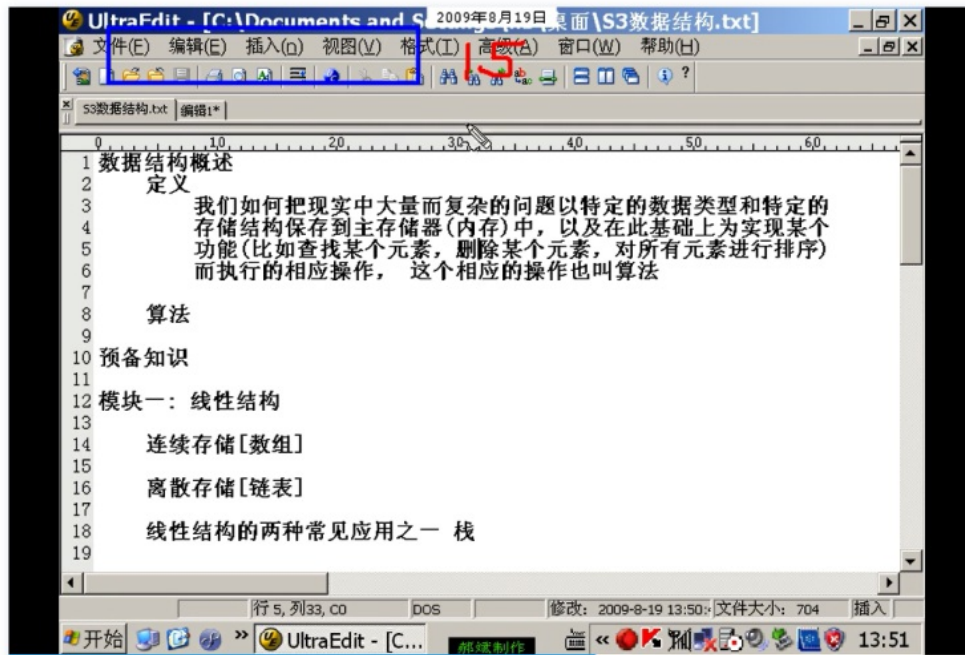 UltraEdit - [C:\Documents and S 桌面\S3数据结构.txt]
2009年8月19日
文件(F) 编辑(E) 插入(n) 视图(V) 格式(T) 高级(A) 窗口(W) 帮助(H)
15
S3数据结构.txt 编辑1*
0 10 20 30 40 50 60
1 数据结构概述
2 定义
3 我们如何把现实中大量而复杂的问题以特定的数据类型和特定的
4 存储结构保存到主存储器(内存)中，以及在此基础上为实现某个
5 功能(比如查找某个元素，删除某个元素，对所有元素进行排序)
6 而执行的相应操作， 这个相应的操作也叫算法
7
8 算法
9
10 预备知识
11
12 模块一: 线性结构
13
14 连续存储[数组]
15
16 离散存储[链表]
17
18 线性结构的两种常见应用之一 栈
19
行 5, 列33, C0 DOS 修改: 2009-8-19 13:50: 文件大小: 704 插入
开始 » UltraEdit - [C... 郝斌制作 « 13:51